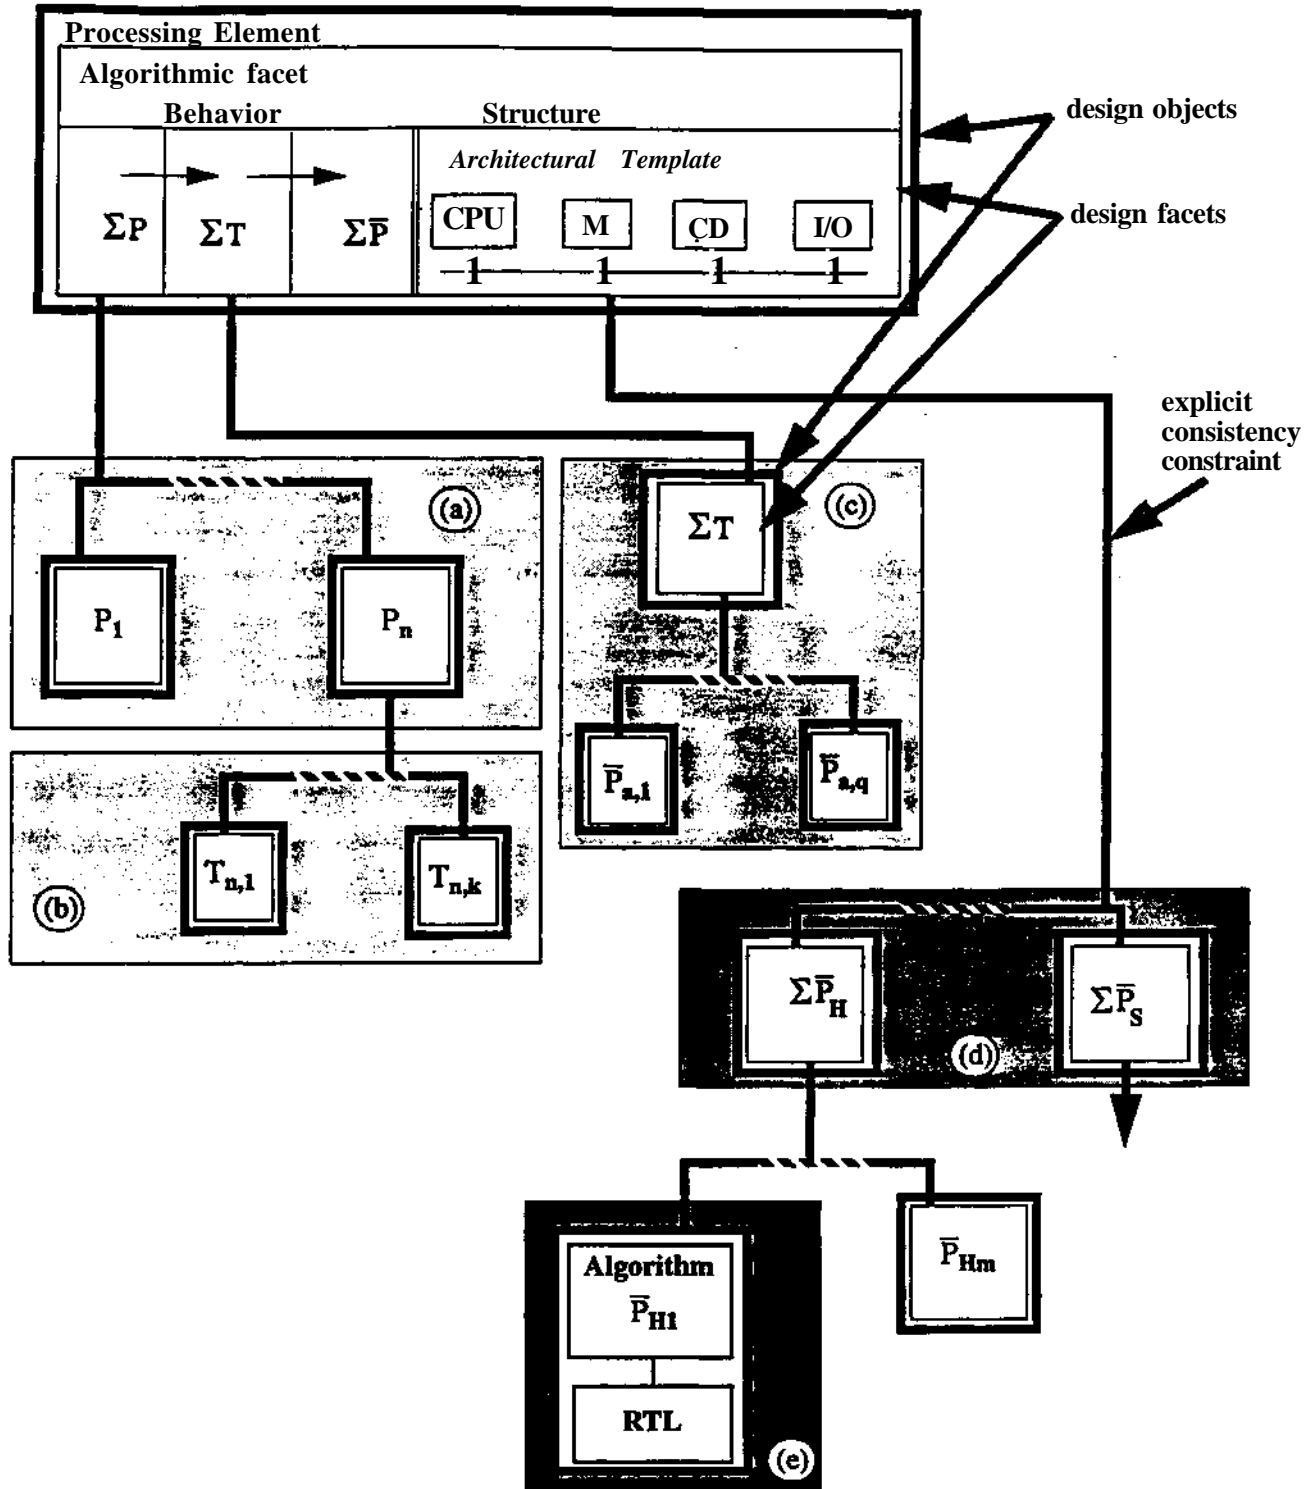 Processing Element
Algorithmic facet
Behavior
Structure
design objects
Architectural Template
ΣP
ΣT
ΣP̅
CPU
M
CD
I/O
1 1 1 1
design facets
explicit
consistency
constraint
(a)
P₁
Pₙ
(c)
ΣT
P̅a,1
P̅a,q
(b)
Tn,1
Tn,k
ΣP̅H
ΣP̅S
(d)
Algorithm
P̅H1
RTL
(e)
P̅Hm